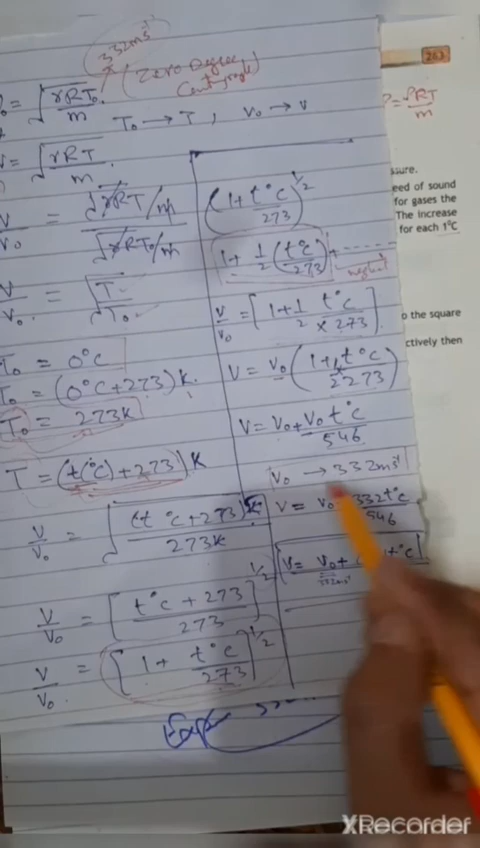 332ms⁻¹
(Zero Degree
Centigrade)
= √(γRT₀/m)
T₀ → T , V₀ → V
V = √(γRT/m)
V/V₀ = √(γRT/m) / √(γRT₀/m)
V/V₀ = √(T/T₀)
T₀ = 0°C
T₀ = (0°C+273)K.
T₀ = 273K
T = (t(°C)+273)K
V/V₀ = √((t °C+273)K/273K)
V/V₀ = [t°C + 273/273]^1/2
V/V₀ = [1 + t°C/273]^1/2
(1+t°C/273)^1/2
1+ 1/2 (t°C/273)+ ----
neglect
V/V₀ = [1+1/2 t°C/×273]
V = V₀ (1+ t°C/2×273)
V = V₀ + V₀ t°C/546
V₀ → 332ms⁻¹
V = V₀ 332t°C/546
V = V₀ + t°C
332ms⁻¹
263
P = ρRT/m
sure.
eed of sound
for gases the
The increase
for each 1°C
o the square
ctively then
XRecorder